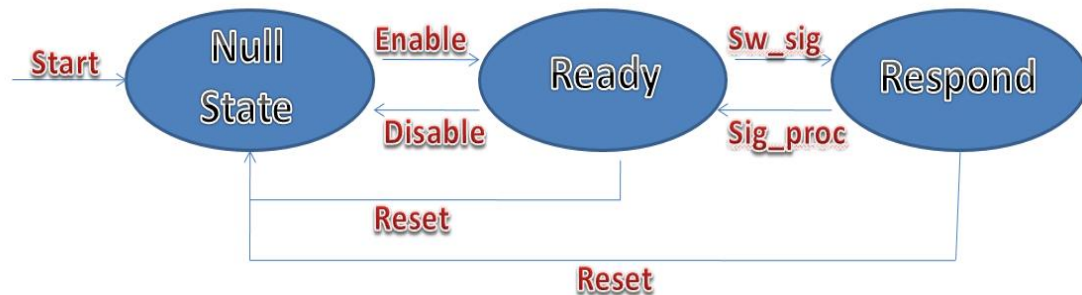 Start
Null
State
Enable
Disable
Ready
Sw_sig
Sig_proc
Respond
Reset
Reset